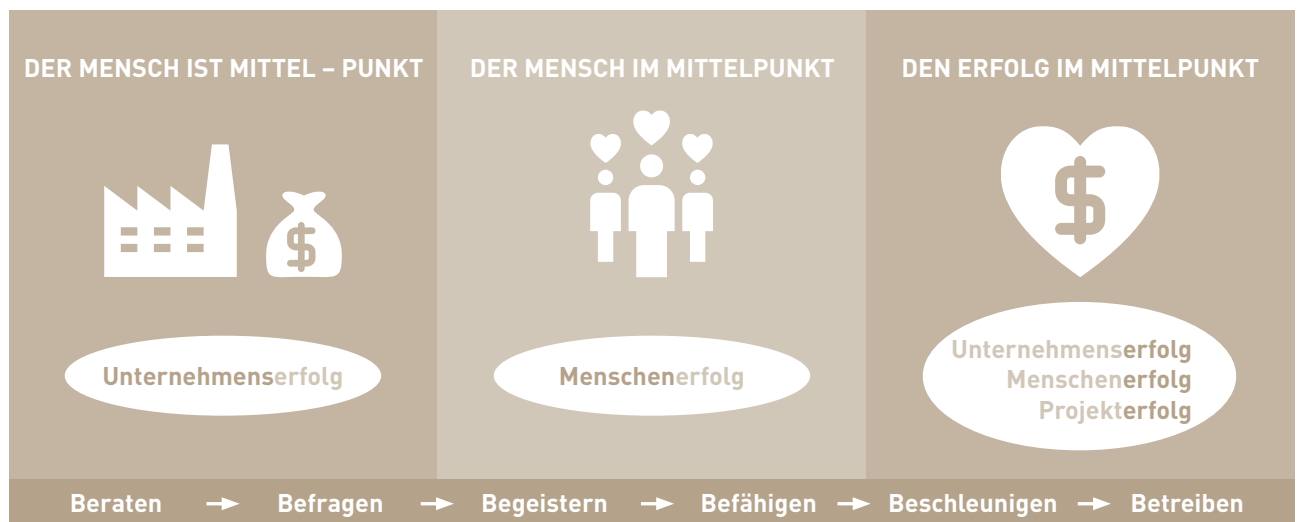 DER MENSCH IST MITTEL – PUNKT
$
Unternehmenserfolg
DER MENSCH IM MITTELPUNKT
Menschenerfolg
DEN ERFOLG IM MITTELPUNKT
$
Unternehmenserfolg
Menschenerfolg
Projekterfolg
Beraten → Befragen → Begeistern → Befähigen → Beschleunigen → Betreiben